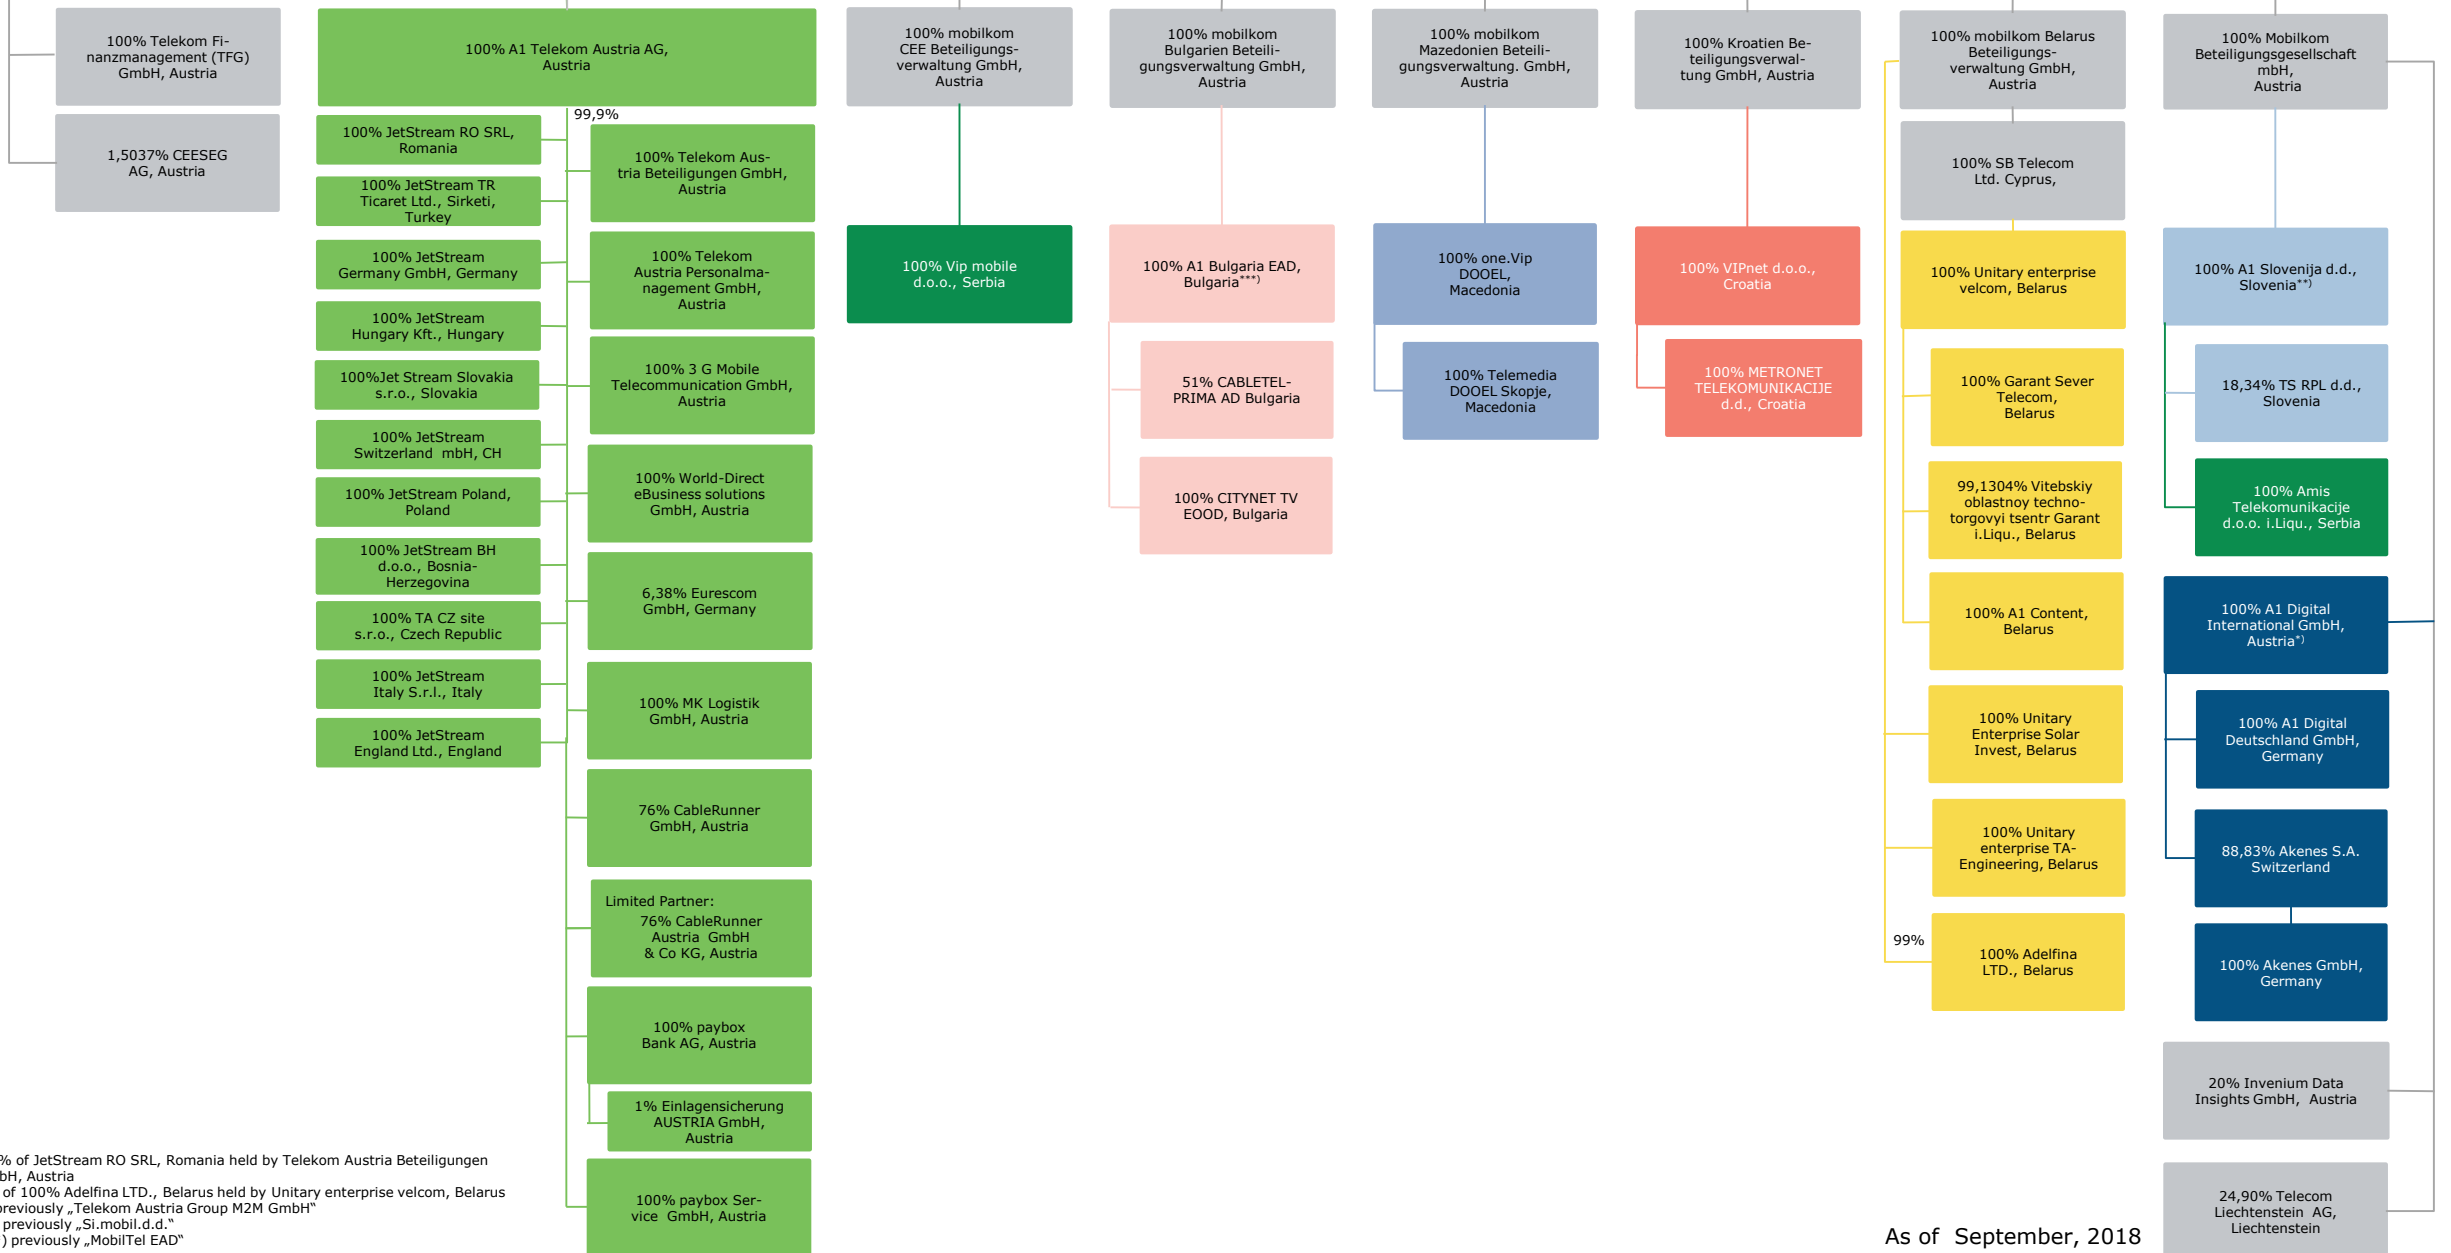 100% Telekom Fi-
nanzmanagement (TFG)
GmbH, Austria
1,5037% CEESEG
AG, Austria
100% A1 Telekom Austria AG,
Austria
99,9%
100% JetStream RO SRL,
Romania
100% JetStream TR
Ticaret Ltd., Sirketi,
Turkey
100% JetStream
Germany GmbH, Germany
100% JetStream
Hungary Kft., Hungary
100%Jet Stream Slovakia
s.r.o., Slovakia
100% JetStream
Switzerland  mbH, CH
100% JetStream Poland,
Poland
100% JetStream BH
d.o.o., Bosnia-
Herzegovina
100% TA CZ site
s.r.o., Czech Republic
100% JetStream
Italy S.r.l., Italy
100% JetStream
England Ltd., England
100% Telekom Aus-
tria Beteiligungen GmbH,
Austria
100% Telekom
Austria Personalma-
nagement GmbH,
Austria
100% 3 G Mobile
Telecommunication GmbH,
Austria
100% World-Direct
eBusiness solutions
GmbH, Austria
6,38% Eurescom
GmbH, Germany
100% MK Logistik
GmbH, Austria
76% CableRunner
GmbH, Austria
Limited Partner:
76% CableRunner
Austria  GmbH
& Co KG, Austria
100% paybox
Bank AG, Austria
1% Einlagensicherung
AUSTRIA GmbH,
Austria
100% paybox Ser-
vice  GmbH, Austria
100% mobilkom
CEE Beteiligungs-
verwaltung GmbH,
Austria
100% Vip mobile
d.o.o., Serbia
100% mobilkom
Bulgarien Beteili-
gungsverwaltung GmbH,
Austria
100% A1 Bulgaria EAD,
Bulgaria***)
51% CABLETEL-
PRIMA AD Bulgaria
100% CITYNET TV
EOOD, Bulgaria
100% mobilkom
Mazedonien Beteili-
gungsverwaltung. GmbH,
Austria
100% one.Vip
DOOEL,
Macedonia
100% Telemedia
DOOEL Skopje,
Macedonia
100% Kroatien Be-
teiligungsverwal-
tung GmbH, Austria
100% VIPnet d.o.o.,
Croatia
100% METRONET
TELEKOMUNIKACIJE
d.d., Croatia
100% mobilkom Belarus
Beteiligungs-
verwaltung GmbH,
Austria
100% SB Telecom
Ltd. Cyprus,
100% Unitary enterprise
velcom, Belarus
100% Garant Sever
Telecom,
Belarus
99,1304% Vitebskiy
oblastnoy techno-
torgovyi tsentr Garant
i.Liqu., Belarus
100% A1 Content,
Belarus
100% Unitary
Enterprise Solar
Invest, Belarus
100% Unitary
enterprise TA-
Engineering, Belarus
99%
100% Adelfina
LTD., Belarus
100% Mobilkom
Beteiligungsgesellschaft
mbH,
Austria
100% A1 Slovenija d.d.,
Slovenia**)
18,34% TS RPL d.d.,
Slovenia
100% Amis
Telekomunikacije
d.o.o. i.Liqu., Serbia
100% A1 Digital
International GmbH,
Austria*)
100% A1 Digital
Deutschland GmbH,
Germany
88,83% Akenes S.A.
Switzerland
100% Akenes GmbH,
Germany
20% Invenium Data
Insights GmbH,  Austria
24,90% Telecom
Liechtenstein  AG,
Liechtenstein
% of JetStream RO SRL, Romania held by Telekom Austria Beteiligungen
bH, Austria
of 100% Adelfina LTD., Belarus held by Unitary enterprise velcom, Belarus
previously „Telekom Austria Group M2M GmbH“
previously „Si.mobil.d.d.“
) previously „MobilTel EAD“
As of  September, 2018